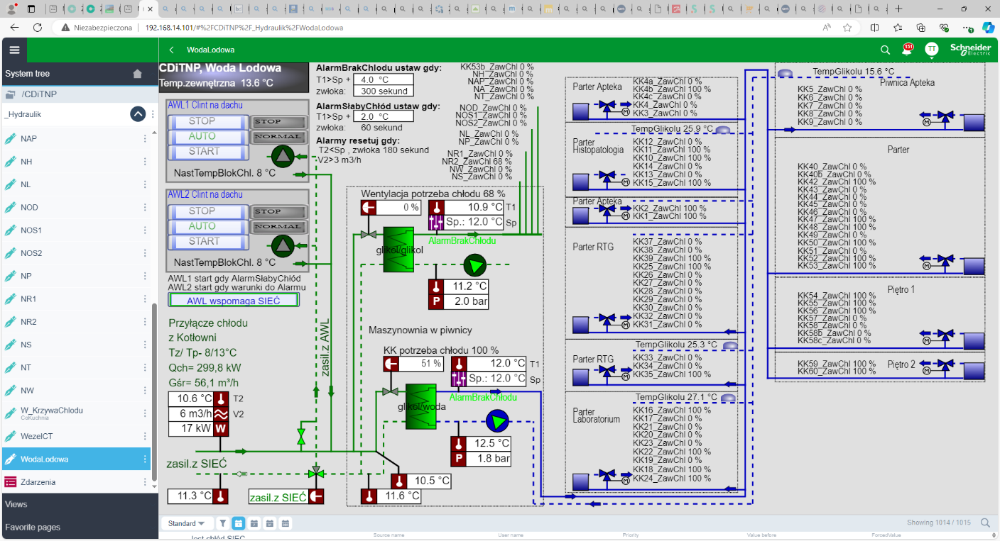 Niezabezpieczona
192.168.14.101/#%2FCDiTNP%2F_Hydraulik%2FWodaLodowa
WodaLodowa
151
TT
Schneider
Electric
System tree
/CDiTNP
_Hydraulik
NAP
NH
NL
NOD
NOS1
NOS2
NP
NR1
NR2
NS
NT
NW
W_KrzywaChlodu
CoKuchnia
WezelCT
WodaLodowa
Zdarzenia
Views
Favorite pages
CDiTNP, Woda Lodowa
Temp.zewnętrzna 13.6 °C
AWL1 Clint na dachu
STOP
STOP
AUTO
NORMAL
START
NastTempBlokChl. 8 °C
AWL2 Clint na dachu
STOP
STOP
AUTO
NORMAL
START
NastTempBlokChl. 8 °C
AWL1 start gdy AlarmSłabyChłód
AWL2 start gdy warunki do Alarmu
AWL wspomaga SIEĆ
Przyłącze chłodu
z Kotłowni
Tz/ Tp- 8/13°C
Qch= 299,8 kW
Gśr= 56,1 m³/h
10.6 °C T2
6 m3/h V2
17 kW W
zasil.z SIEĆ
11.3 °C
zasil.z SIEĆ
zasil.z AWL
AlarmBrakChlodu ustaw gdy:
T1>Sp + 4.0 °C
zwłoka: 300 sekund
AlarmSłabyChłód ustaw gdy:
T1>Sp + 2.0 °C
zwłoka: 60 sekund
Alarmy resetuj gdy:
T2<Sp , zwłoka 180 sekund
V2>3 m3/h
KK53b_ZawChl 0 %
NH_ZawChl 0 %
NAP_ZawChl 0 %
NA_ZawChl 0 %
NT_ZawChl 0 %
NOD_ZawChl 0 %
NOS1_ZawChl 0 %
NOS2_ZawChl 0 %
NL_ZawChl 0 %
NP_ZawChl 0 %
NR1_ZawChl 0 %
NR2_ZawChl 68 %
NW_ZawChl 0 %
NS_ZawChl 0 %
Wentylacja potrzeba chłodu 68 %
0 %
10.9 °C T1
Sp.: 12.0 °C Sp
AlarmBrakChłodu
glikol/glikol
11.2 °C
P 2.0 bar
Maszynownia w piwnicy
KK potrzeba chłodu 100 %
51 %
12.0 °C T1
Sp.: 12.0 °C Sp
AlarmBrakChłodu
glikol/woda
12.5 °C
P 1.8 bar
10.5 °C
11.6 °C
Parter Apteka
KK4a_ZawChl 0 %
KK4b_ZawChl 100 %
KK4c_ZawChl 0 %
KK4_ZawChl 0 %
KK3_ZawChl 0 %
M
TempGlikolu 25.9 °C
Parter
Histopatologia
KK12_ZawChl 0 %
KK11_ZawChl 100 %
KK10_ZawChl 100 %
KK14_ZawChl 0 %
KK13_ZawChl 0 %
KK15_ZawChl 0 %
M
Parter Apteka
KK2_ZawChl 100 %
KK1_ZawChl 100 %
M
Parter RTG
KK37_ZawChl 0 %
KK38_ZawChl 0 %
KK39_ZawChl 100 %
KK25_ZawChl 100 %
KK26_ZawChl 0 %
KK27_ZawChl 0 %
KK28_ZawChl 0 %
KK29_ZawChl 0 %
KK30_ZawChl 0 %
KK32_ZawChl 0 %
KK31_ZawChl 0 %
M
TempGlikolu 25.3 °C
Parter RTG
KK33_ZawChl 0 %
KK34_ZawChl 0 %
KK35_ZawChl 100 %
M
TempGlikolu 27.1 °C
Parter
Laboratorium
KK16_ZawChl 100 %
KK17_ZawChl 100 %
KK21_ZawChl 0 %
KK20_ZawChl 0 %
KK23_ZawChl 0 %
KK22_ZawChl 100 %
KK19_ZawChl 0 %
KK18_ZawChl 100 %
KK24_ZawChl 100 %
M
TempGlikolu 15.6 °C
Piwnica Apteka
KK5_ZawChl 0 %
KK6_ZawChl 0 %
KK7_ZawChl 0 %
KK8_ZawChl 0 %
KK9_ZawChl 0 %
M
Parter
KK40_ZawChl 0 %
KK40b_ZawChl 0 %
KK42_ZawChl 100 %
KK43_ZawChl 0 %
KK44_ZawChl 0 %
KK45_ZawChl 0 %
KK46_ZawChl 0 %
KK47_ZawChl 100 %
KK48_ZawChl 100 %
KK49_ZawChl 0 %
KK50_ZawChl 100 %
KK51_ZawChl 0 %
KK52_ZawChl 100 %
KK53_ZawChl 100 %
M
Piętro 1
KK54_ZawChl 100 %
KK55_ZawChl 100 %
KK56_ZawChl 100 %
KK57_ZawChl 0 %
KK58_ZawChl 0 %
KK58b_ZawChl 0 %
KK58c_ZawChl 0 %
M
KK59_ZawChl 100 %
KK60_ZawChl 100 %
Piętro 2
M
Standard
Showing 1014 / 1015
Source name
User name
Priority
Value before
ForcedValue